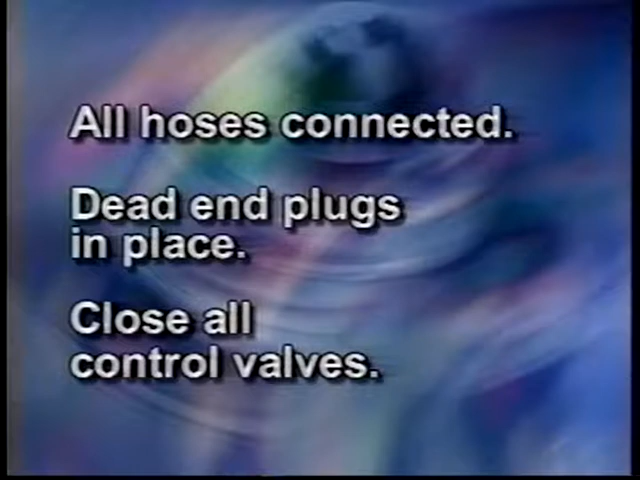 All hoses connected.
Dead end plugs
in place.
Close all
control valves.